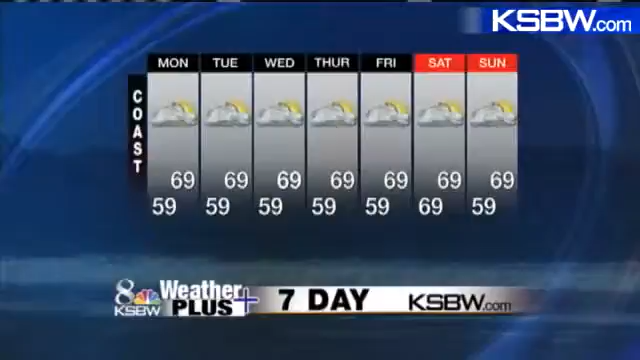 KSBW.com
MON TUE WED THUR FRI SAT SUN
COAST
69 69 69 69 69 69 69
59 59 59 59 59 69 59
8 Weather
KSBW PLUS+ 7 DAY KSBW.com